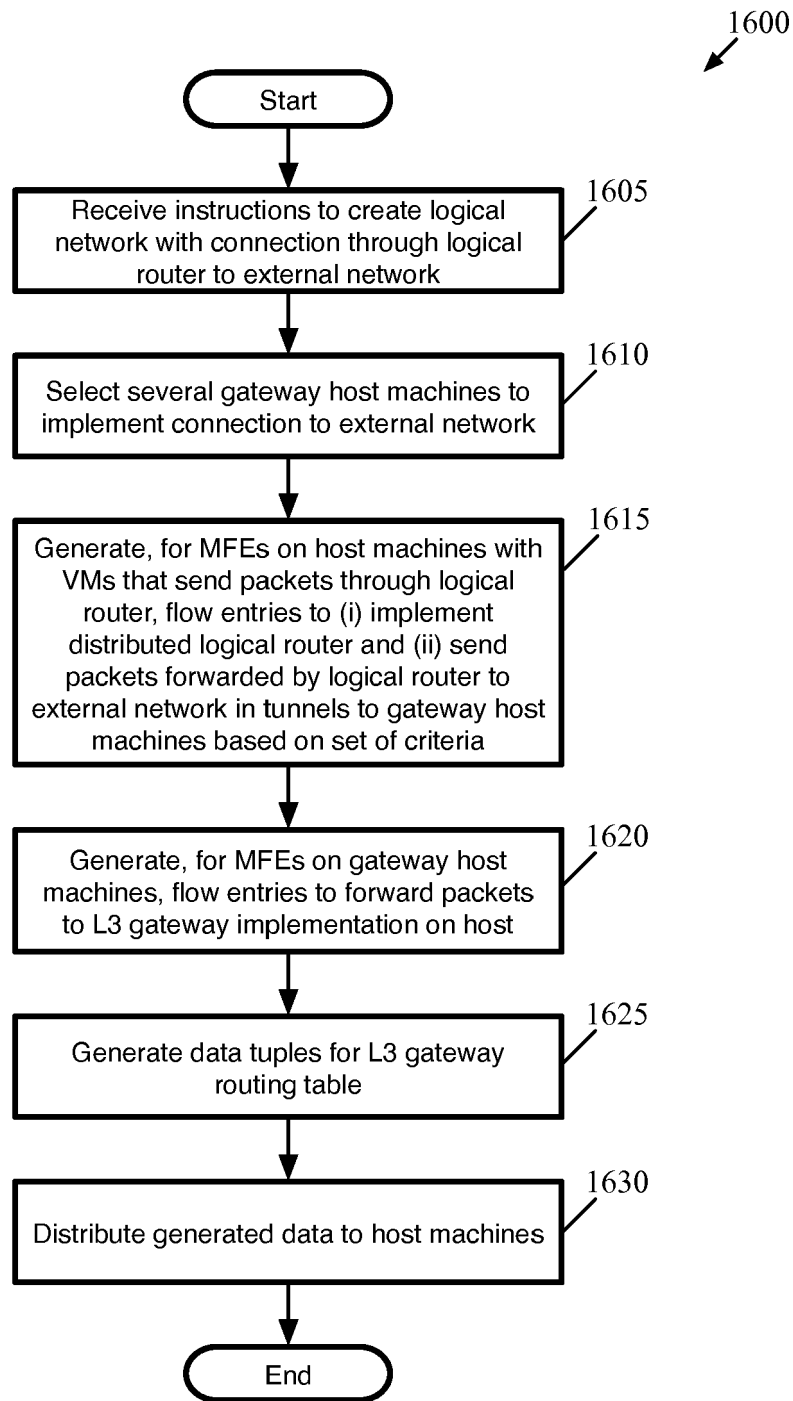 1600
Start
1605
Receive instructions to create logical
network with connection through logical
router to external network
1610
Select several gateway host machines to
implement connection to external network
1615
Generate, for MFEs on host machines with
VMs that send packets through logical
router, flow entries to (i) implement
distributed logical router and (ii) send
packets forwarded by logical router to
external network in tunnels to gateway host
machines based on set of criteria
1620
Generate, for MFEs on gateway host
machines, flow entries to forward packets
to L3 gateway implementation on host
1625
Generate data tuples for L3 gateway
routing table
1630
Distribute generated data to host machines
End